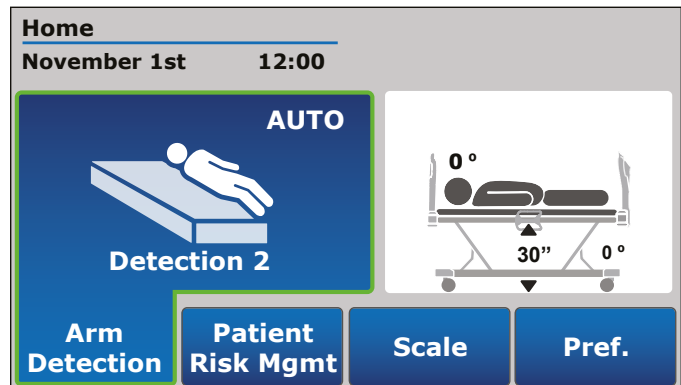 Home
November 1st 12:00
AUTO
Detection 2
0 º
30”
0 º
Arm
Detection
Patient
Risk Mgmt
Scale
Pref.